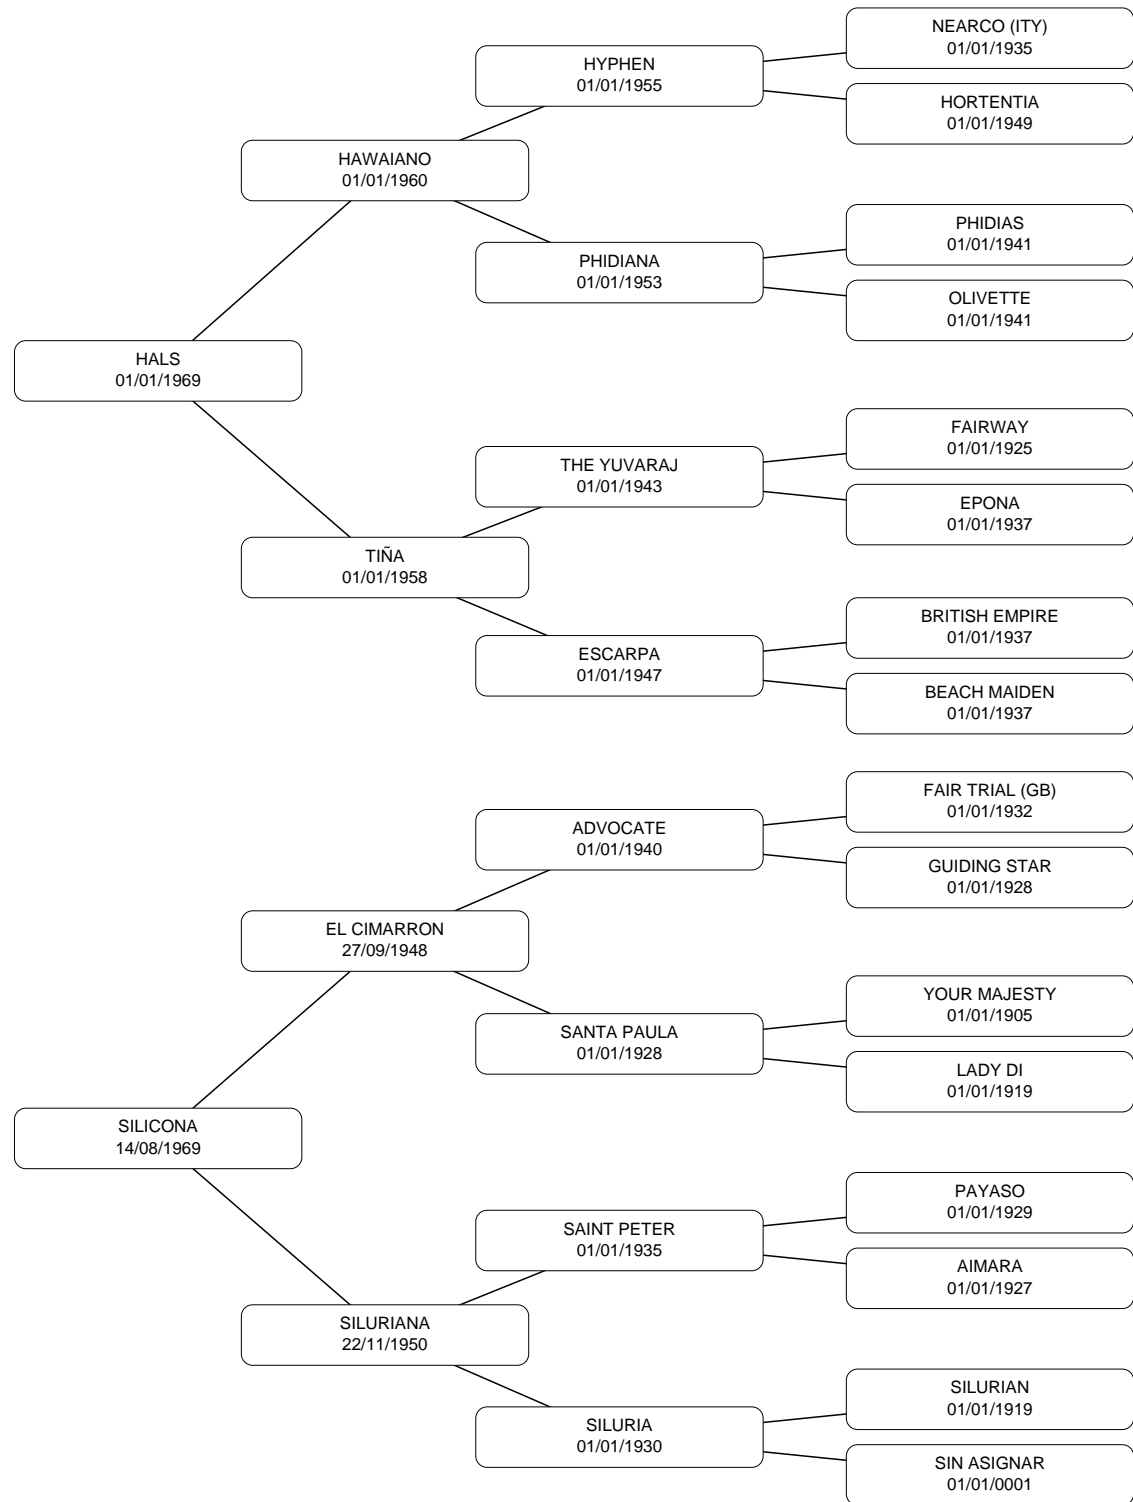 NEARCO (ITY)
01/01/1935
HYPHEN
01/01/1955
HORTENTIA
01/01/1949
HAWAIANO
01/01/1960
PHIDIAS
01/01/1941
PHIDIANA
01/01/1953
OLIVETTE
01/01/1941
HALS
01/01/1969
FAIRWAY
01/01/1925
THE YUVARAJ
01/01/1943
EPONA
01/01/1937
TIÑA
01/01/1958
BRITISH EMPIRE
01/01/1937
ESCARPA
01/01/1947
BEACH MAIDEN
01/01/1937
FAIR TRIAL (GB)
01/01/1932
ADVOCATE
01/01/1940
GUIDING STAR
01/01/1928
EL CIMARRON
27/09/1948
YOUR MAJESTY
01/01/1905
SANTA PAULA
01/01/1928
LADY DI
01/01/1919
SILICONA
14/08/1969
PAYASO
01/01/1929
SAINT PETER
01/01/1935
AIMARA
01/01/1927
SILURIANA
22/11/1950
SILURIAN
01/01/1919
SILURIA
01/01/1930
SIN ASIGNAR
01/01/0001